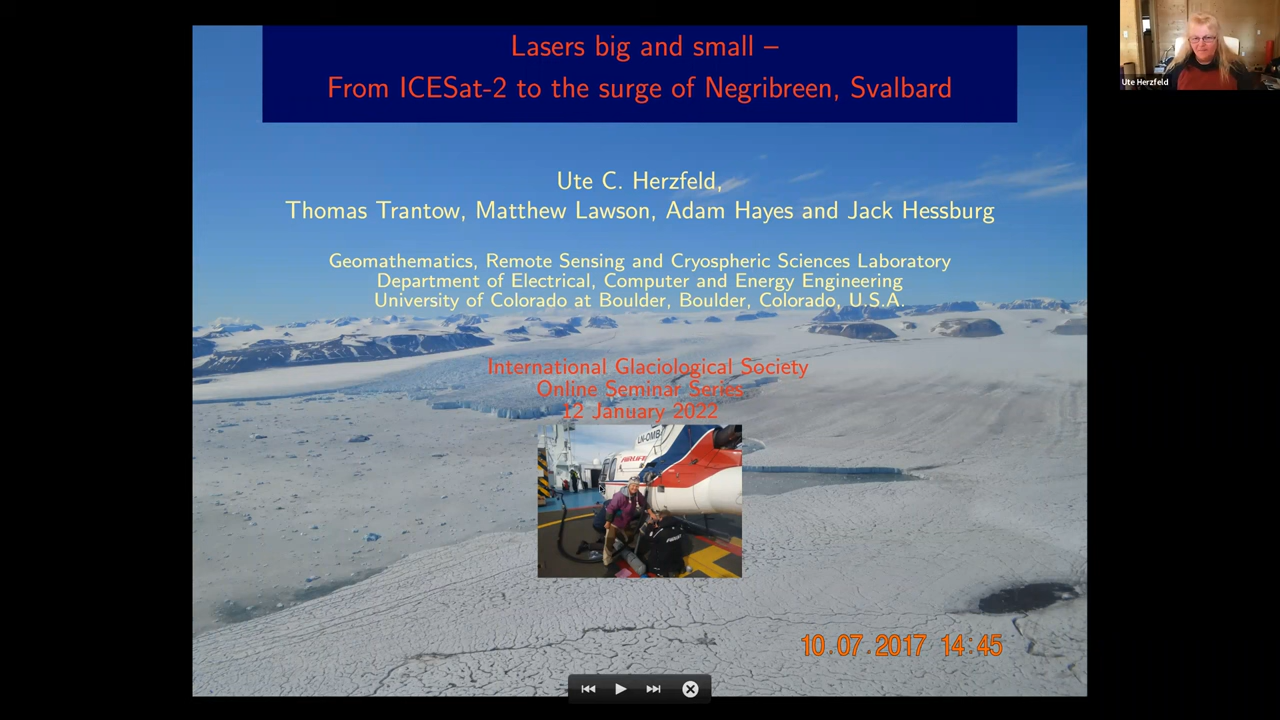 Lasers big and small –
From ICESat-2 to the surge of Negribreen, Svalbard
Ute Herzfeld
Ute C. Herzfeld,
Thomas Trantow, Matthew Lawson, Adam Hayes and Jack Hessburg
Geomathematics, Remote Sensing and Cryospheric Sciences Laboratory
Department of Electrical, Computer and Energy Engineering
University of Colorado at Boulder, Boulder, Colorado, U.S.A.
International Glaciological Society
Online Seminar Series
12 January 2022
LN-OMB
AIRLIFT
10.07.2017 14:45